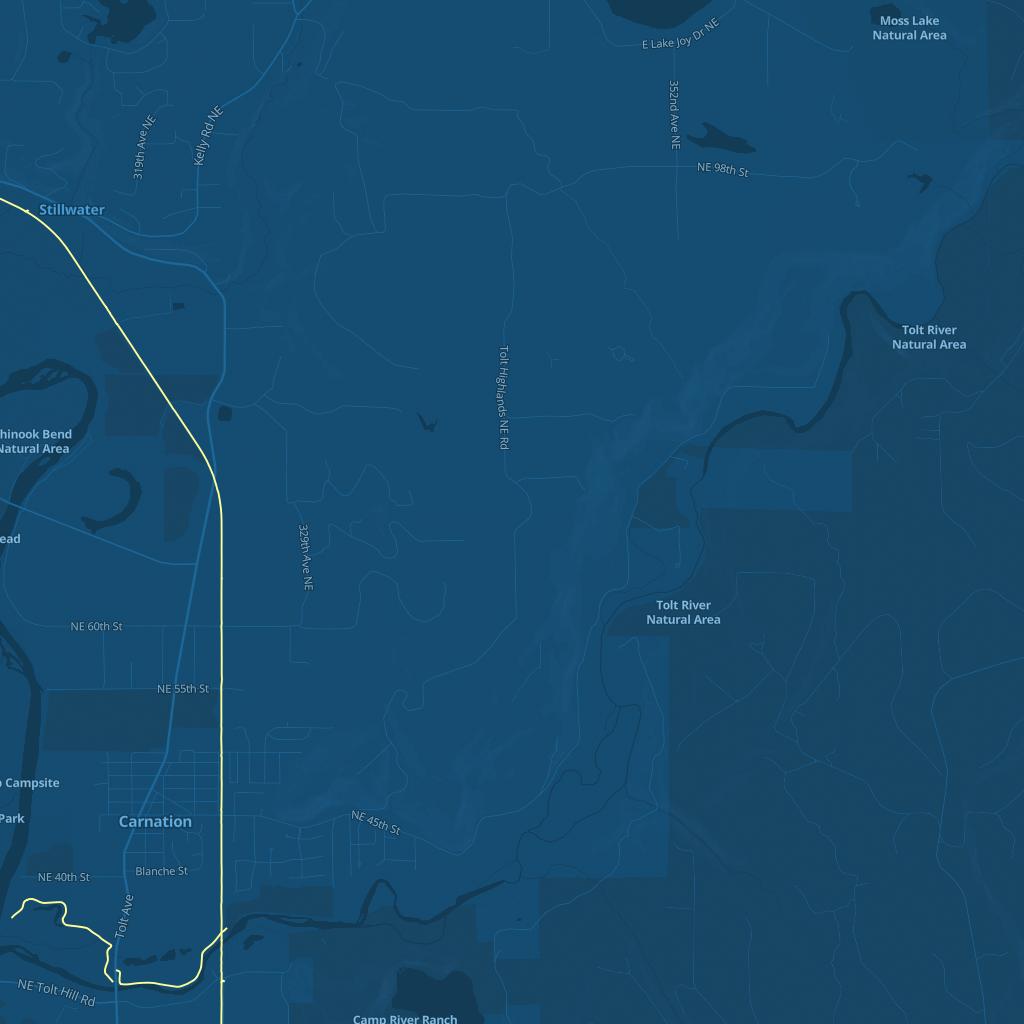 Moss Lake
Natural Area
E Lake Joy Dr NE
352nd Ave NE
Kelly Rd NE
319th Ave NE
NE 98th St
Stillwater
Tolt River
Natural Area
Tolt Highlands NE Rd
hinook Bend
Natural Area
ead
329th Ave NE
Tolt River
Natural Area
NE 60th St
NE 55th St
Campsite
Park
Carnation
NE 45th St
Blanche St
NE 40th St
Tolt Ave
NE Tolt Hill Rd
Camp River Ranch